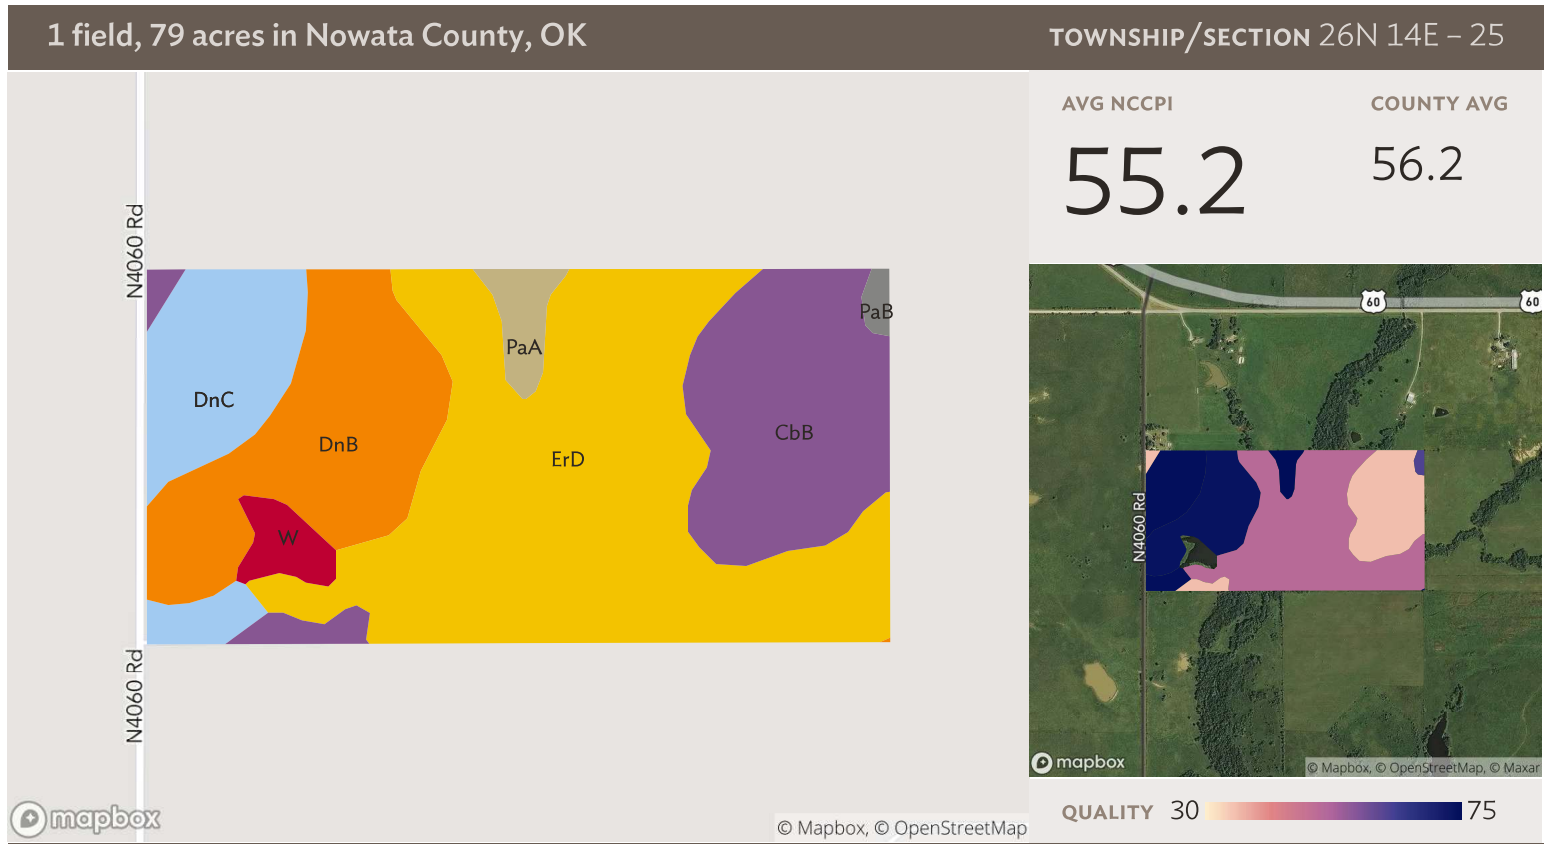 1 field, 79 acres in Nowata County, OK
TOWNSHIP/SECTION 26N 14E – 25
AVG NCCPI
COUNTY AVG
55.2
56.2
N4060 Rd
N4060 Rd
DnC
DnB
W
PaA
ErD
CbB
PaB
mapbox
© Mapbox, © OpenStreetMap
60
60
N4060 Rd
mapbox
© Mapbox, © OpenStreetMap, © Maxar
QUALITY 30 75